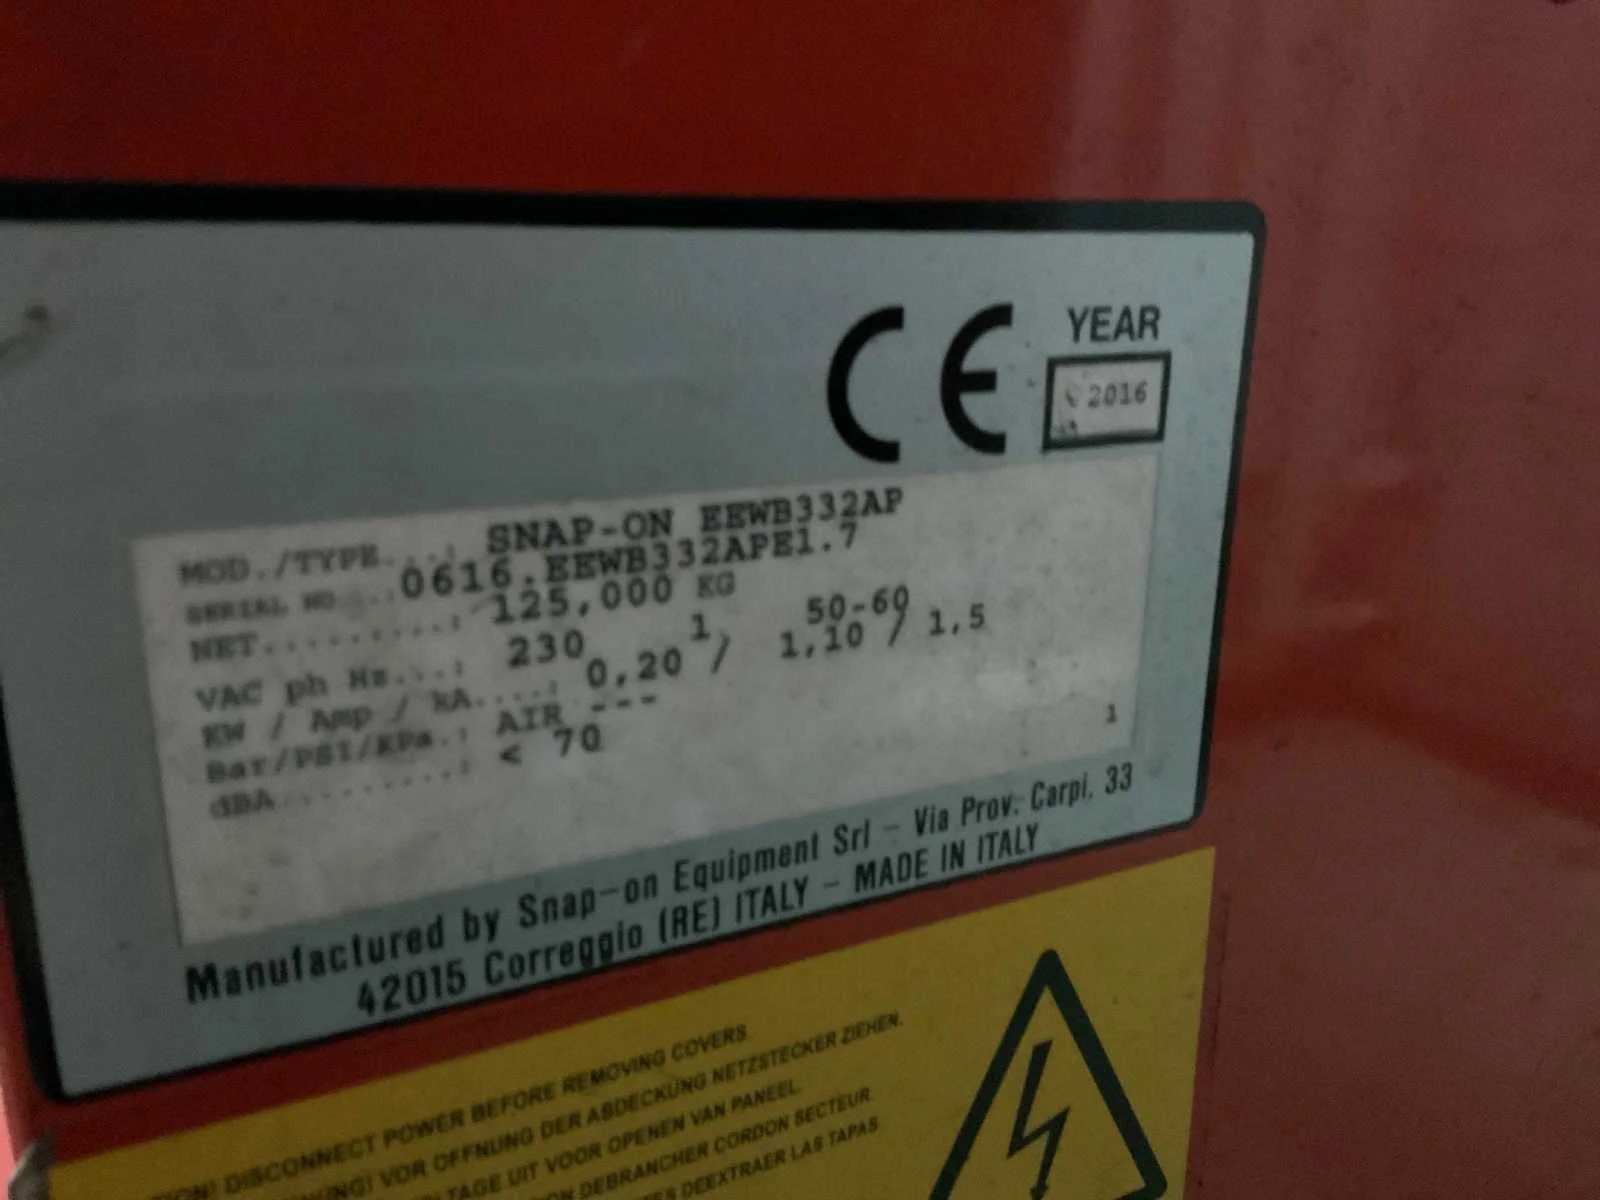 CE
YEAR
2016
MOD./TYPE...: SNAP-ON EEWB332AP
SERIAL NO...: 0616.EEWB332APE1.7
NET.........: 125,000 KG
VAC ph Hz...: 230 1 50-60
KW / Amp / kA....: 0,20 / 1,10 / 1,5
Bar/PSI/KPa.: AIR ---
dBA.........: < 70
1
Manufactured by Snap-on Equipment Srl - Via Prov. Carpi, 33
42015 Correggio (RE) ITALY - MADE IN ITALY
DISCONNECT POWER BEFORE REMOVING COVERS
VOR OFFNUNG DER ABDECKUNG NETZSTECKER ZIEHEN.
UIT VOOR OPENEN VAN PANEEL
DEBRANCHER CORDON SECTEUR.
DEEXTRAER LAS TAPAS